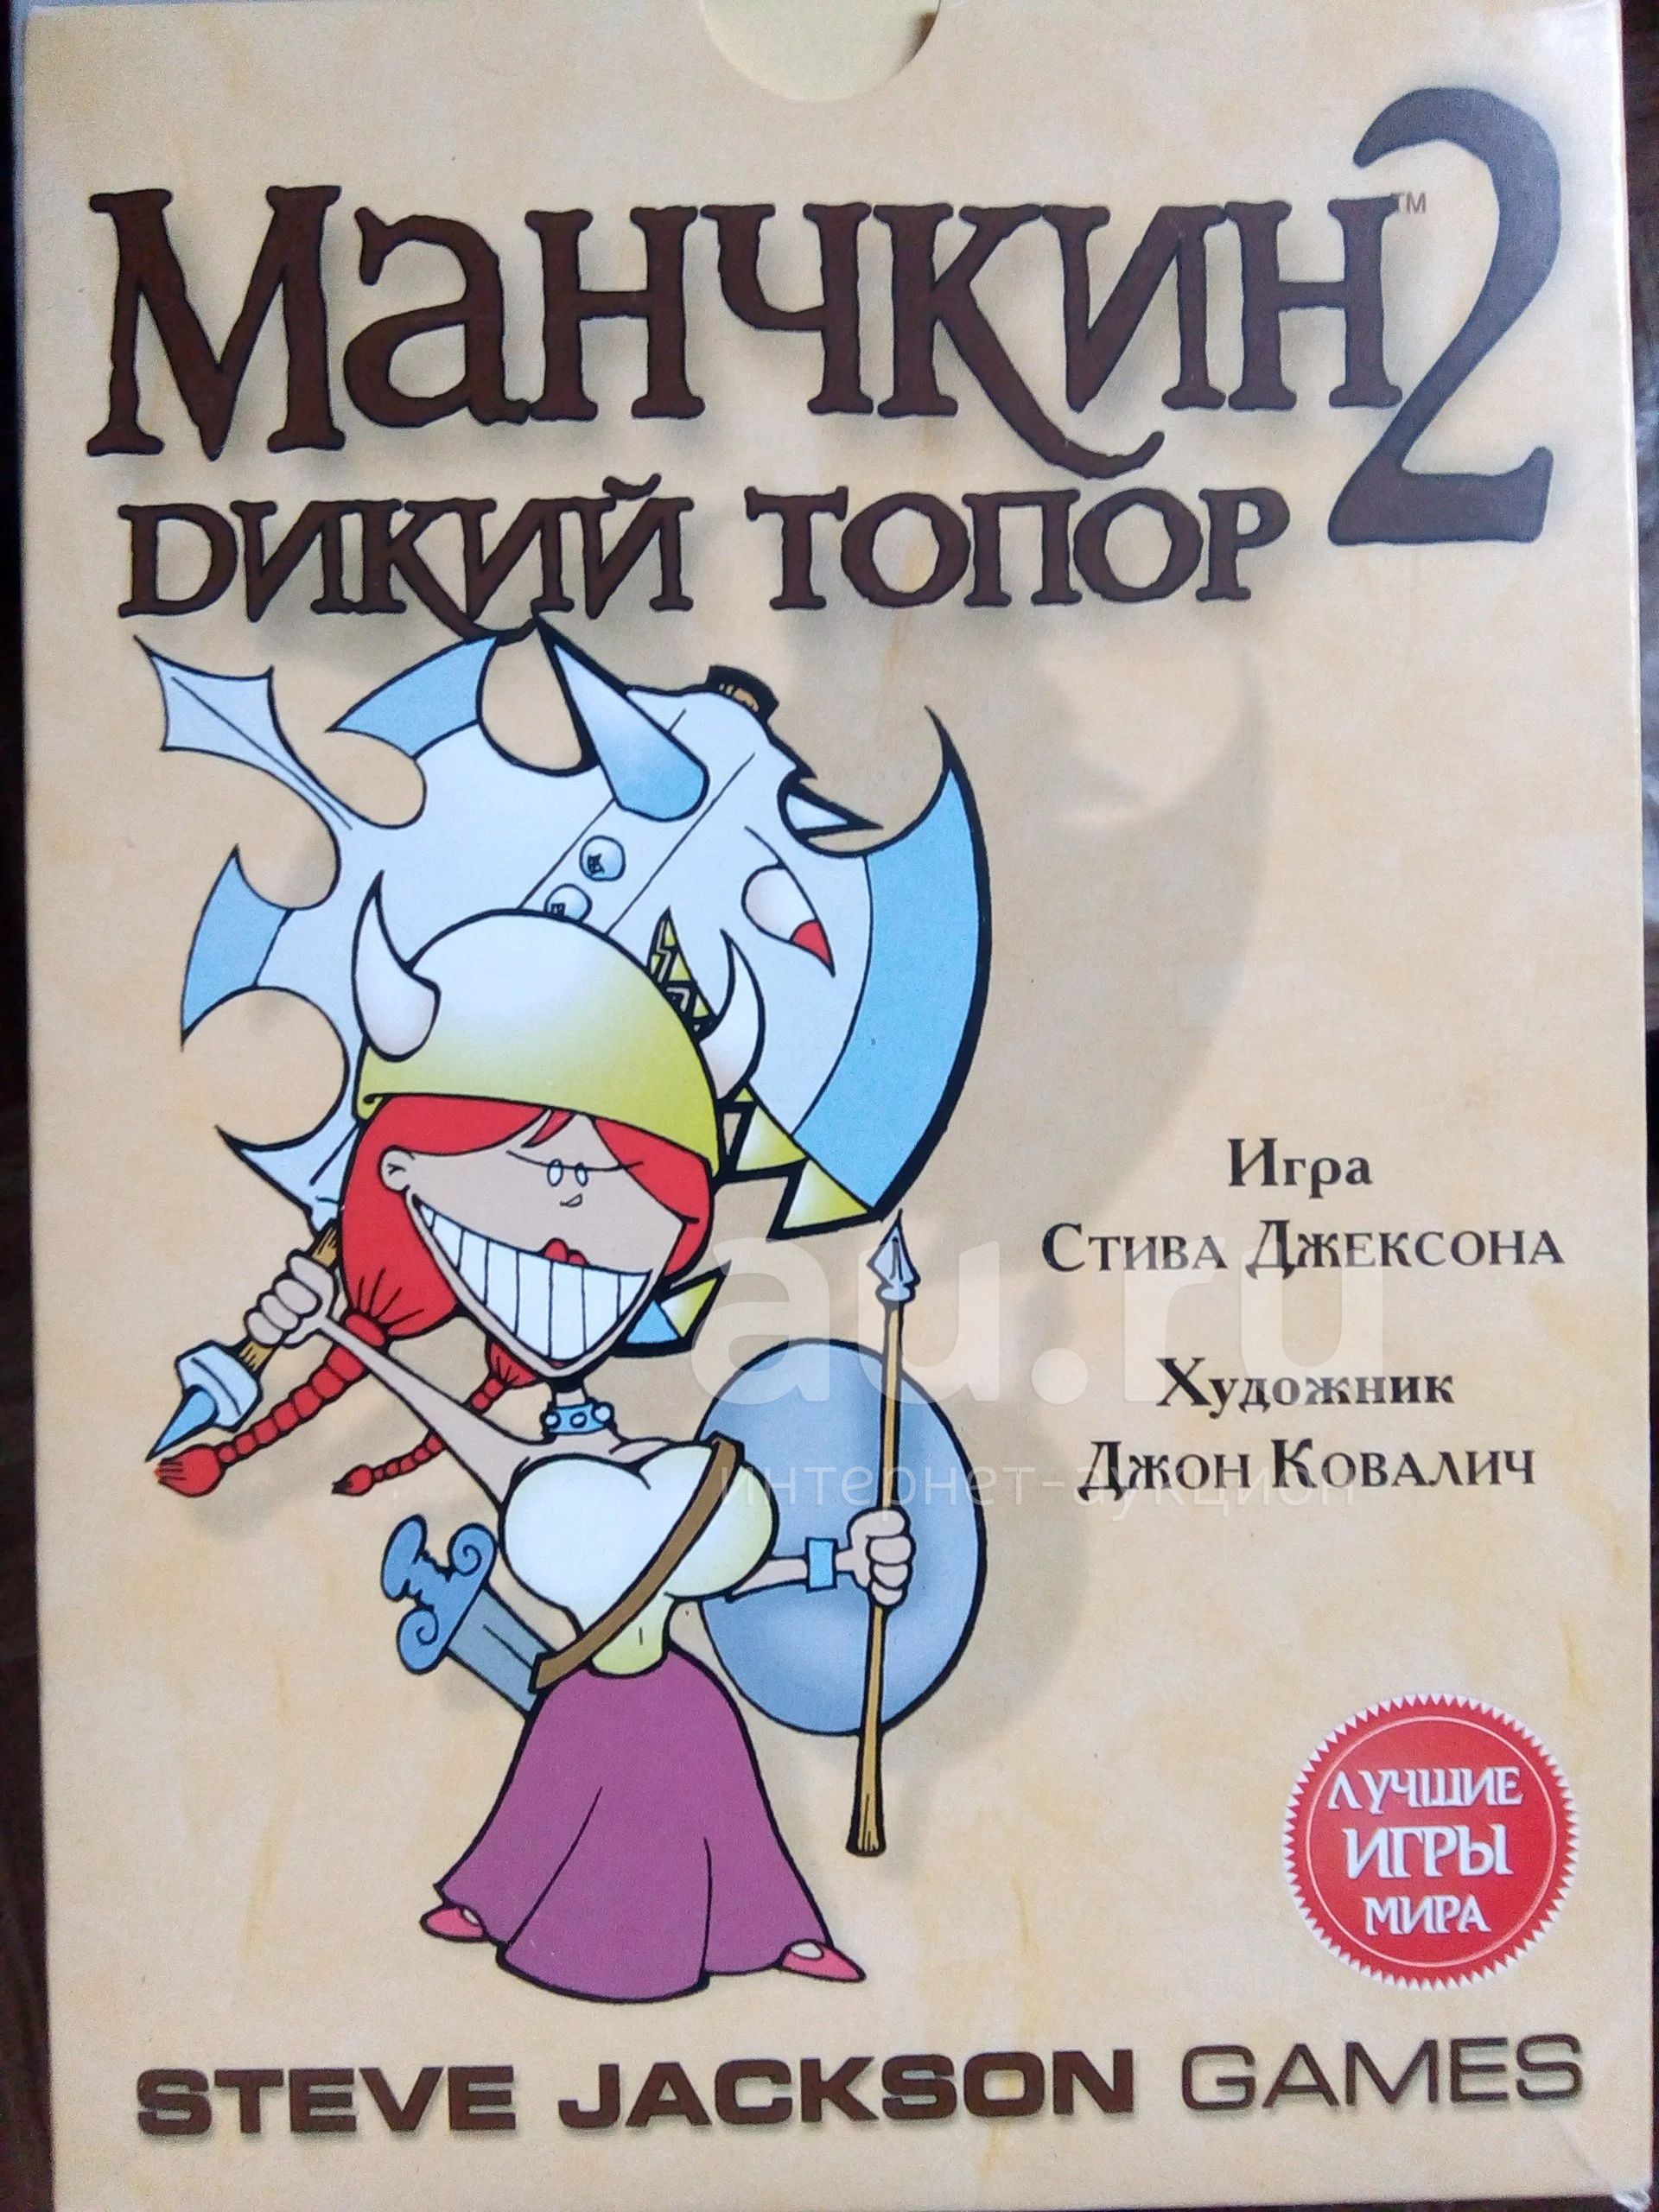 Манчкин™ 2
дикий топор
Игра
Стива Джексона
Художник
Джон Ковалич
au.ru
интернет-аукцион
ЛУЧШИЕ
ИГРЫ
МИРА
STEVE JACKSON GAMES